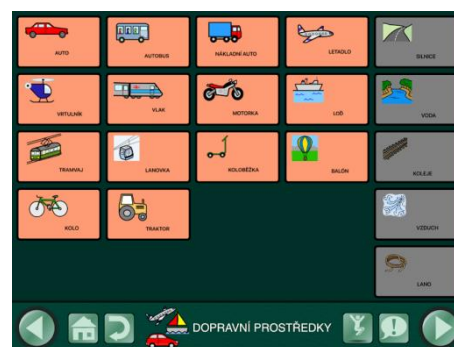 AUTO
AUTOBUS
NÁKLADNÍ AUTO
LETADLO
SILNICE
VRTULNÍK
VLAK
MOTORKA
LOĎ
VODA
TRAMVAJ
LANOVKA
KOLOBĚŽKA
BALÓN
KOLEJE
KOLO
TRAKTOR
VZDUCH
LANO
DOPRAVNÍ PROSTŘEDKY